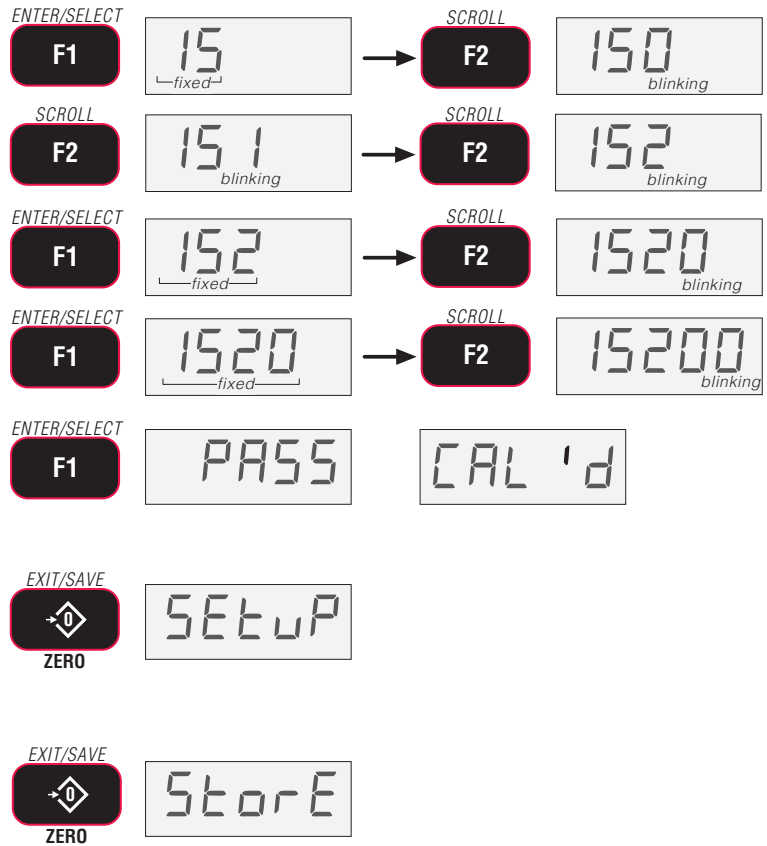 ENTER/SELECT SCROLL
F1 15 F2 150
fixed blinking
SCROLL SCROLL
F2 151 F2 152
blinking blinking
ENTER/SELECT SCROLL
F1 152 F2 1520
fixed blinking
ENTER/SELECT SCROLL
F1 1520 F2 15200
fixed blinking
ENTER/SELECT
F1 PASS CAL 'd
EXIT/SAVE
0 SEtuP
ZERO
EXIT/SAVE
0 StorE
ZERO